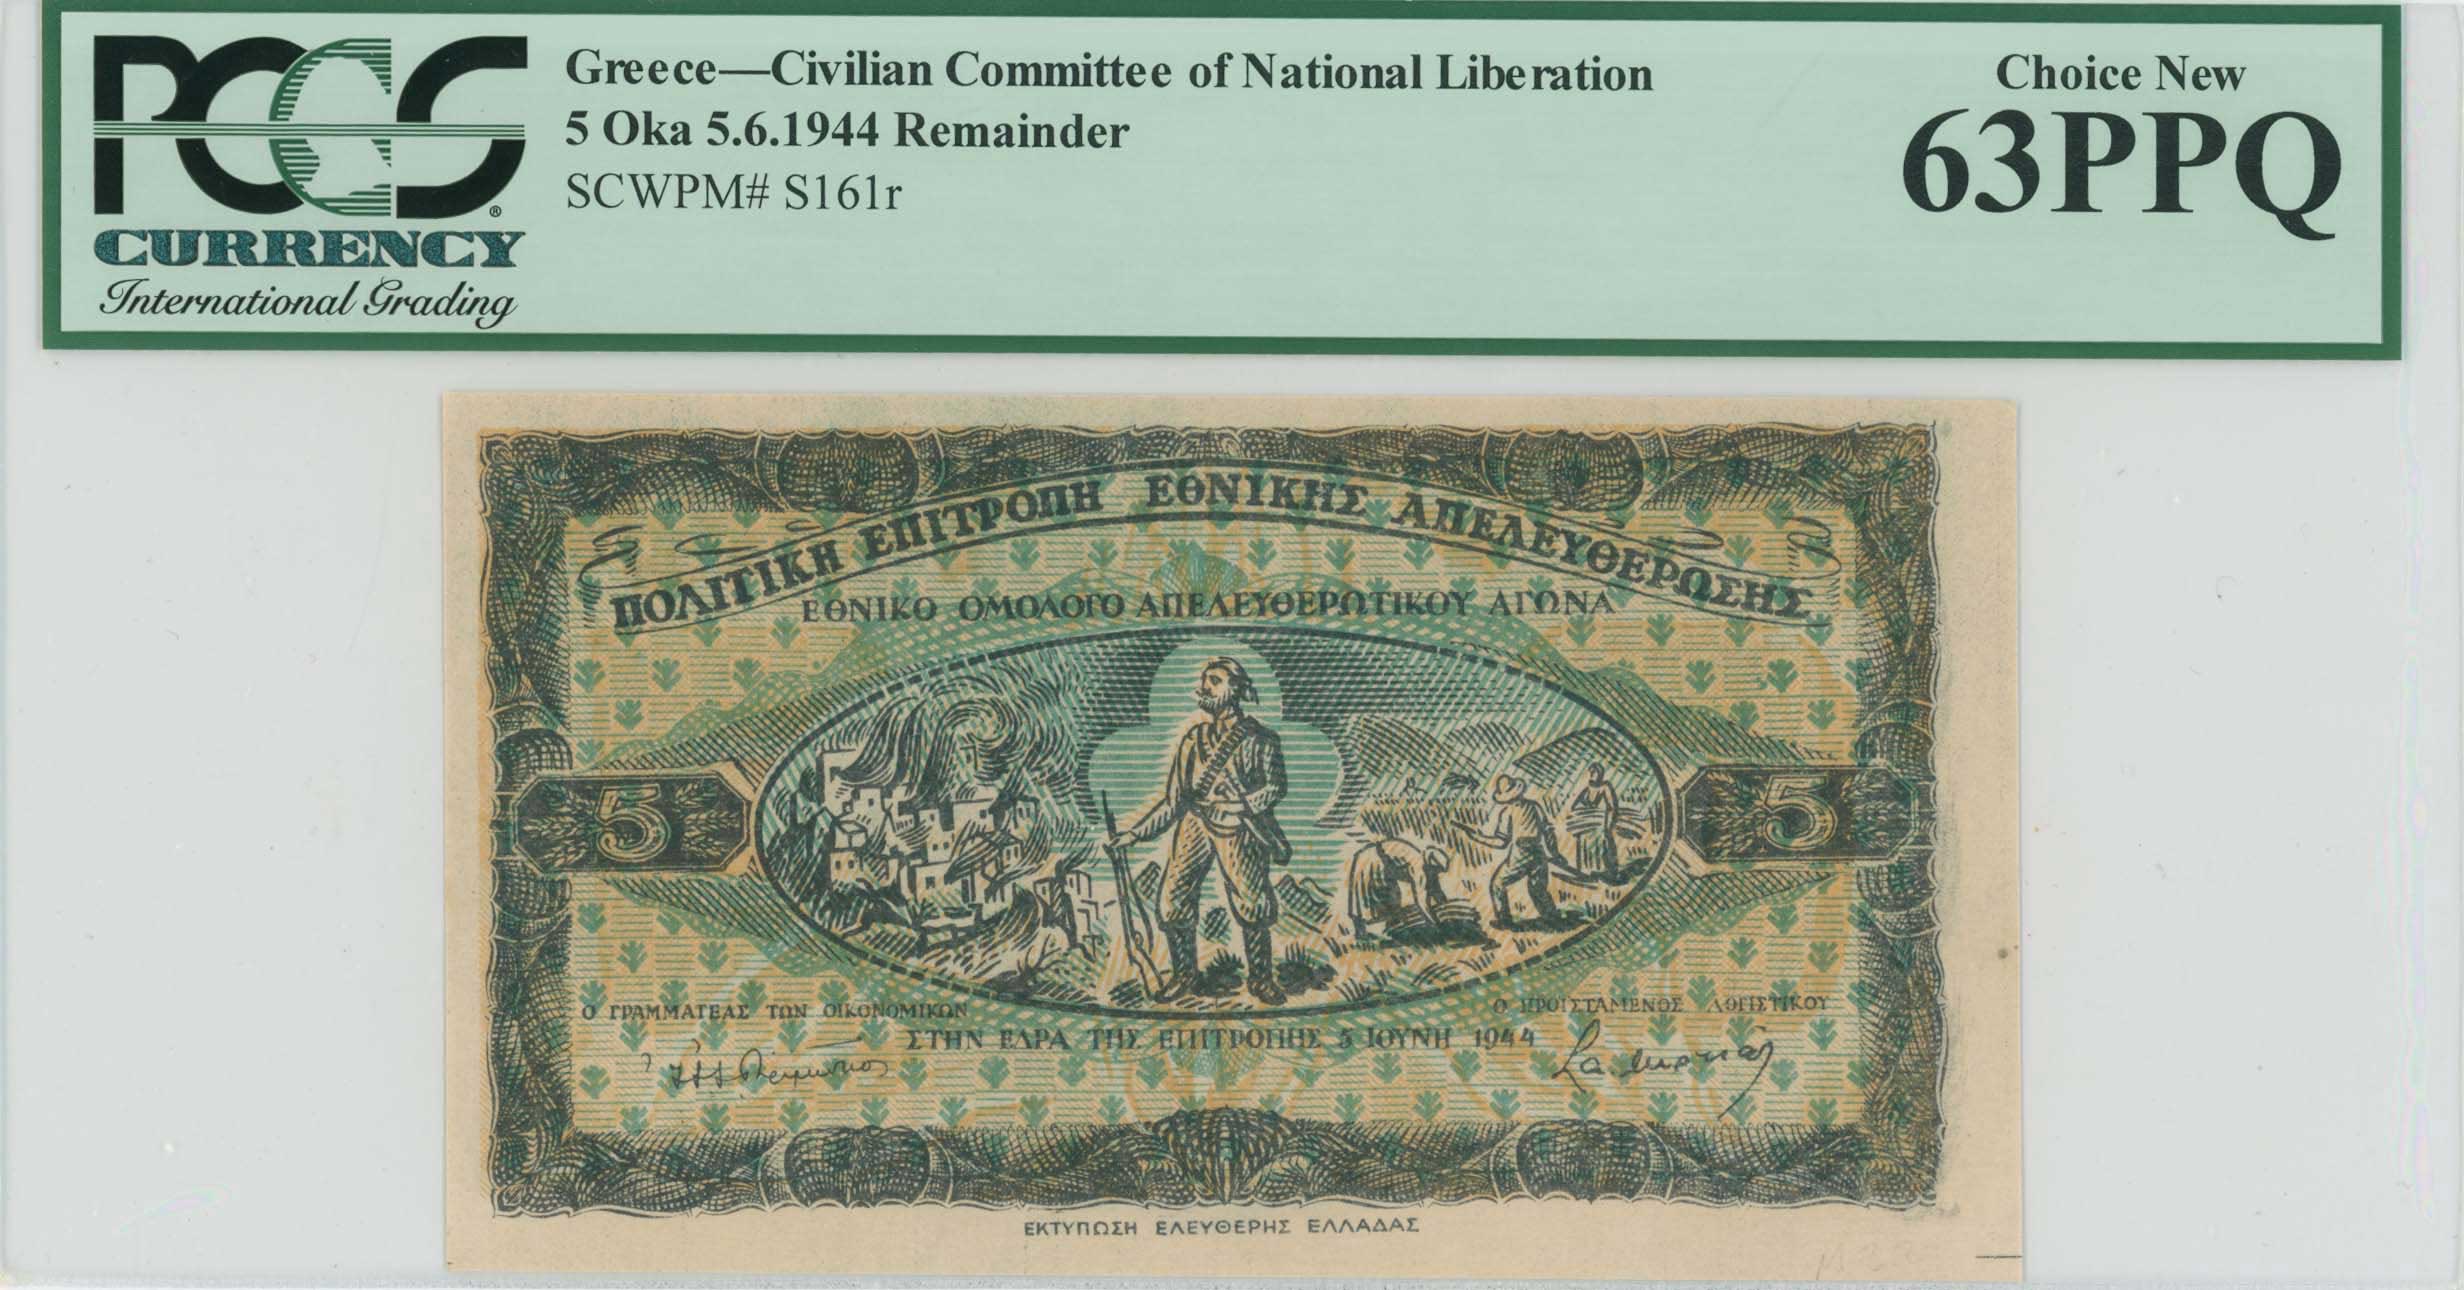 PCGS
CURRENCY
International Grading
Greece—Civilian Committee of National Liberation
5 Oka 5.6.1944 Remainder
SCWPM# S161r
Choice New
63PPQ
ΠΟΛΙΤΙΚΗ ΕΠΙΤΡΟΠΗ ΕΘΝΙΚΗΣ ΑΠΕΛΕΥΘΕΡΩΣΗΣ
ΕΘΝΙΚΟ ΟΜΟΛΟΓΟ ΑΠΕΛΕΥΘΕΡΩΤΙΚΟΥ ΑΓΩΝΑ
5 5
Ο ΓΡΑΜΜΑΤΕΑΣ ΤΩΝ ΟΙΚΟΝΟΜΙΚΩΝ
Ο ΠΡΟΙΣΤΑΜΕΝΟΣ ΛΟΓΙΣΤΙΚΟΥ
ΣΤΗΝ ΕΔΡΑ ΤΗΣ ΕΠΙΤΡΟΠΗΣ 5 ΙΟΥΝΗ 1944
ΕΚΤΥΠΩΣΗ ΕΛΕΥΘΕΡΗΣ ΕΛΛΑΔΑΣ